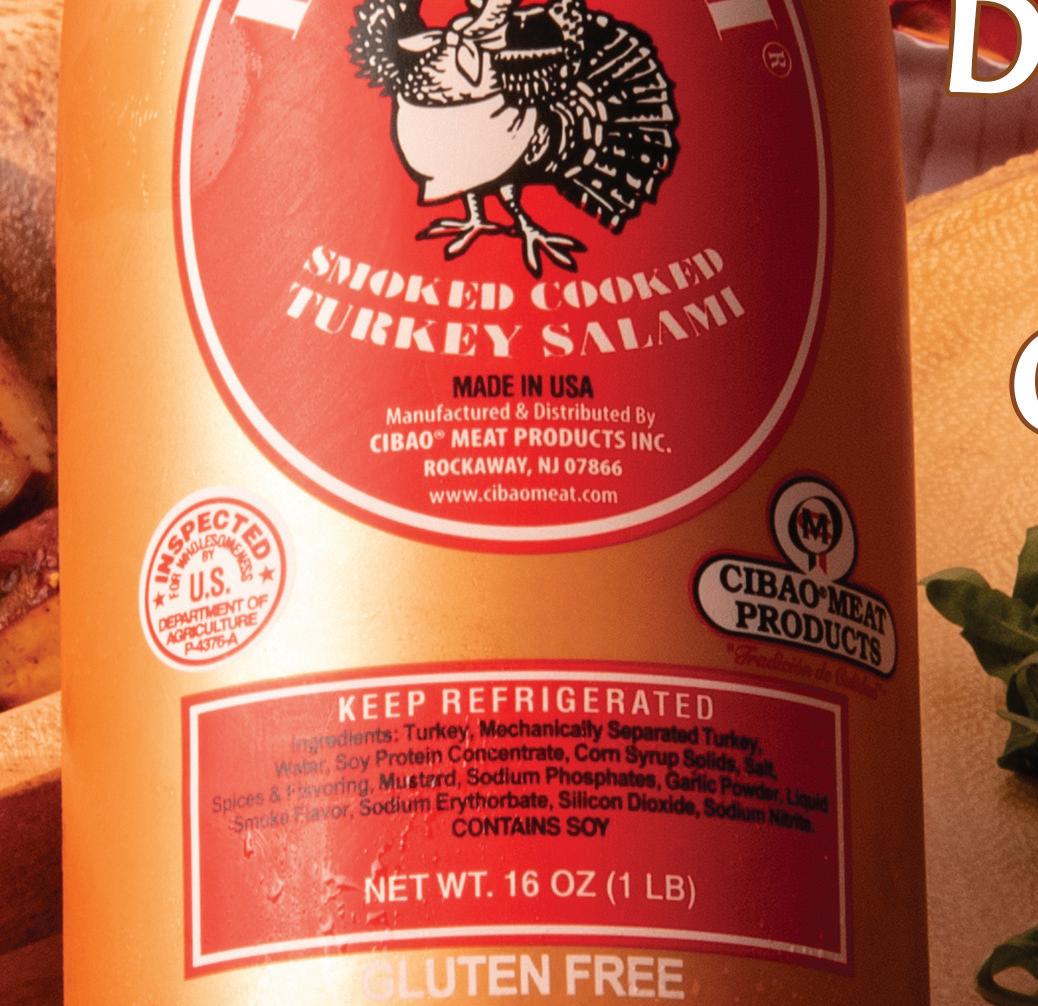 ®
SMOKED COOKED
TURKEY SALAMI
MADE IN USA
Manufactured & Distributed By
CIBAO® MEAT PRODUCTS INC.
ROCKAWAY, NJ 07866
www.cibaomeat.com
INSPECTED
FOR WHOLESOMENESS
BY
U.S.
DEPARTMENT OF
AGRICULTURE
P-4376-A
M
CIBAO® MEAT
PRODUCTS
"Tradición de Calidad"
KEEP REFRIGERATED
Ingredients: Turkey, Mechanically Separated Turkey,
Water, Soy Protein Concentrate, Corn Syrup Solids, Salt,
Spices & Flavoring, Mustard, Sodium Phosphates, Garlic Powder, Liquid
Smoke Flavor, Sodium Erythorbate, Silicon Dioxide, Sodium Nitrite.
CONTAINS SOY
NET WT. 16 OZ (1 LB)
GLUTEN FREE